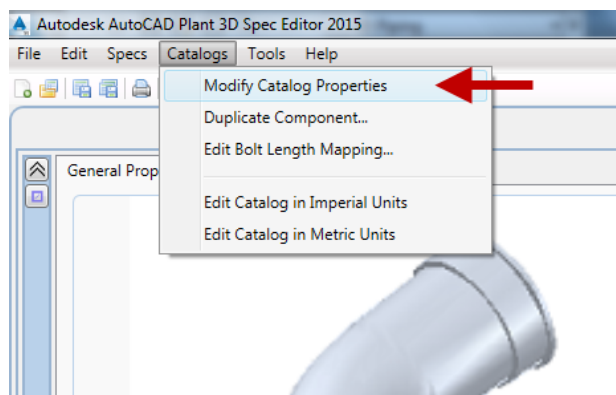 Autodesk AutoCAD Plant 3D Spec Editor 2015
File Edit Specs Catalogs Tools Help
Modify Catalog Properties
Duplicate Component...
Edit Bolt Length Mapping...
General Prop
Edit Catalog in Imperial Units
Edit Catalog in Metric Units